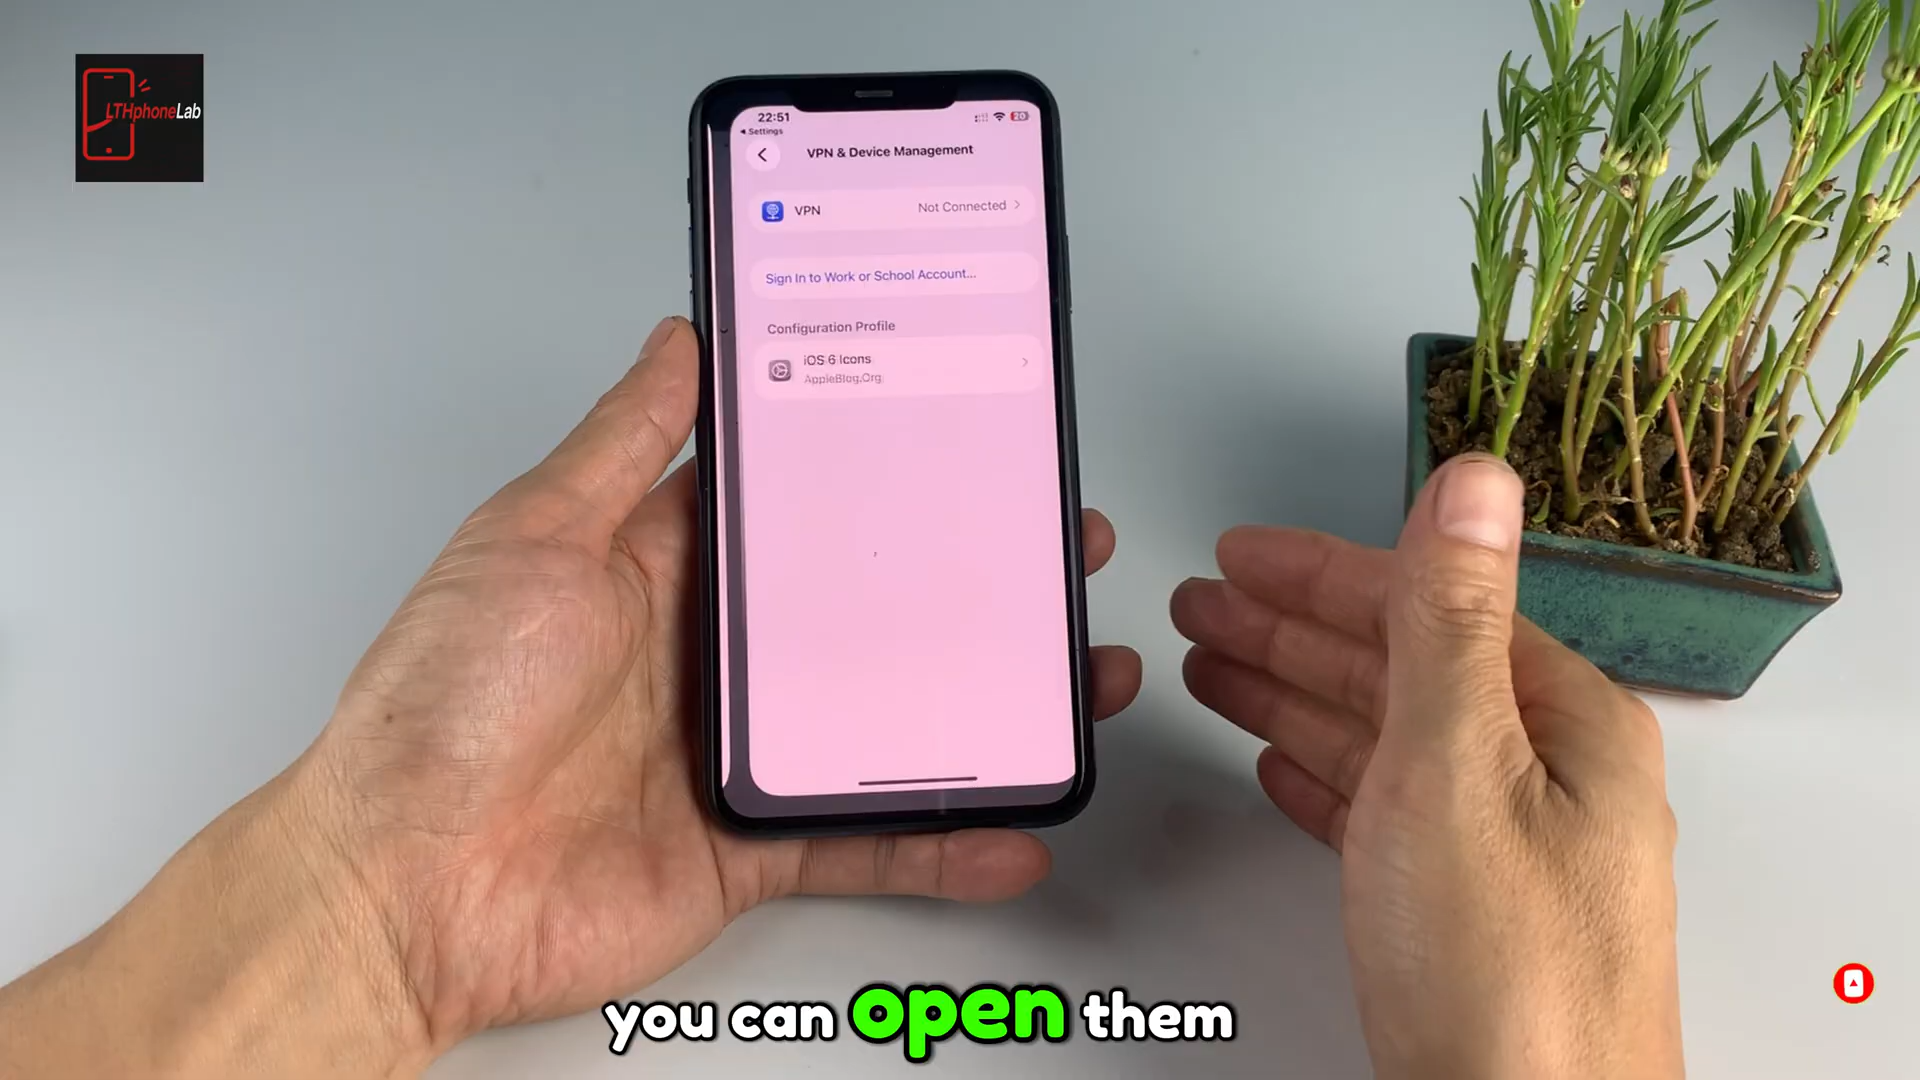 LTHphoneLab
22:51
20
Settings
VPN & Device Management
VPN Not Connected
Sign In to Work or School Account...
Configuration Profile
iOS 6 Icons
AppleBlog.Org
you can open them